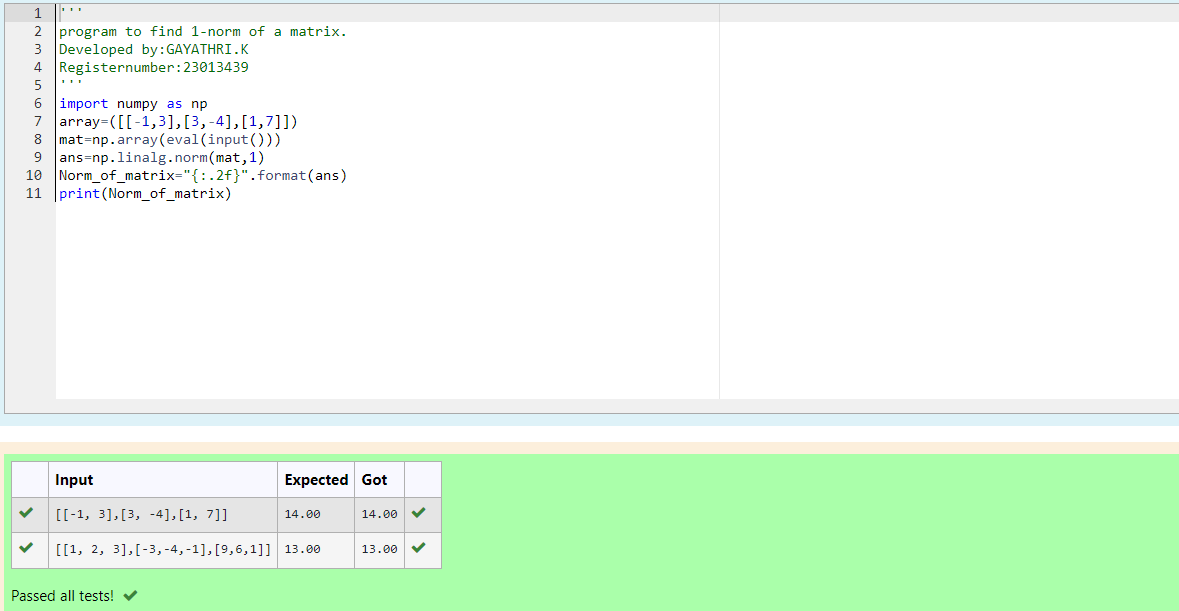 1 '''
2 program to find 1-norm of a matrix.
3 Developed by:GAYATHRI.K
4 Registernumber:23013439
5 '''
6 import numpy as np
7 array=([[-1,3],[3,-4],[1,7]])
8 mat=np.array(eval(input()))
9 ans=np.linalg.norm(mat,1)
10 Norm_of_matrix="{:.2f}".format(ans)
11 print(Norm_of_matrix)
Input Expected Got
[[-1, 3],[3, -4],[1, 7]] 14.00 14.00
[[1, 2, 3],[-3,-4,-1],[9,6,1]] 13.00 13.00
Passed all tests!